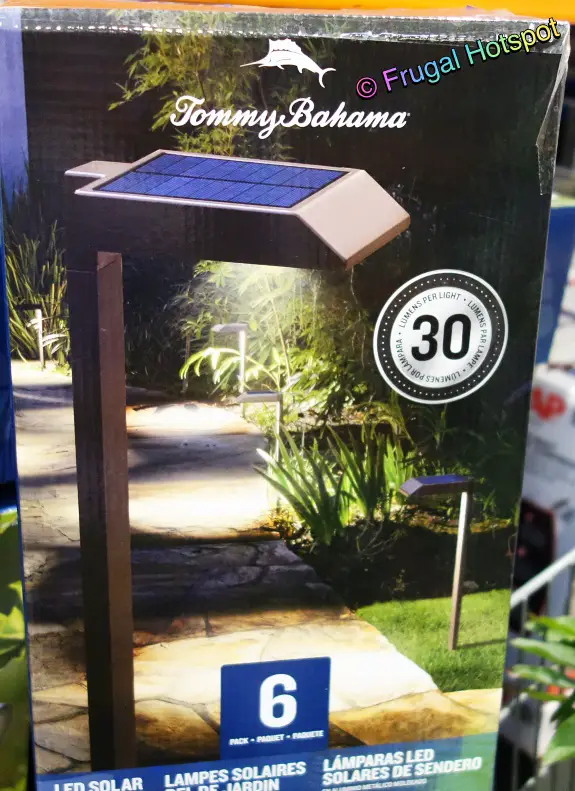 © Frugal Hotspot
Tommy Bahama
LUMENS PER LIGHT • LUMENS PAR LAMPE • LUMENES POR LÁMPARA •
30
6
PACK • PAQUET • PAQUETE
LED SOLAR
LAMPES SOLAIRES
DEL DE JARDIN
LÁMPARAS LED
SOLARES DE SENDERO